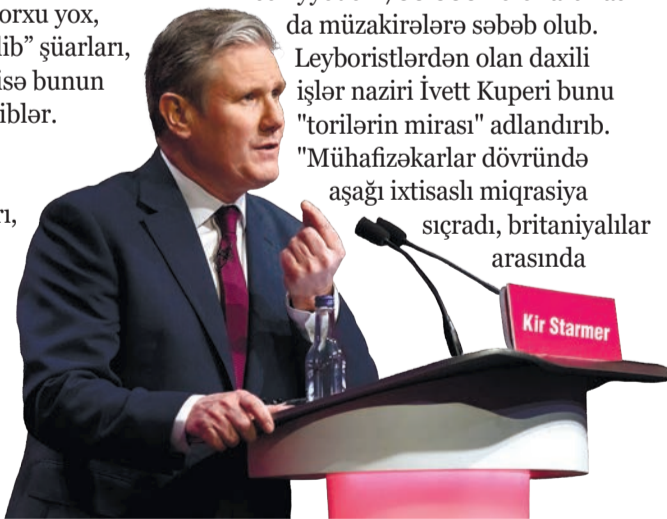 orxu yox,
lib” şüarları,
isə bunun
iblər.
rı,
da müzakirələrə səbəb olub.
Leyboristlərdən olan daxili
işlər naziri İvett Kuperi bunu
"torilərin mirası" adlandırıb.
"Mühafizəkarlar dövründə
aşağı ixtisaslı miqrasiya
sıçradı, britaniyalılar
arasında
Kir Starmer